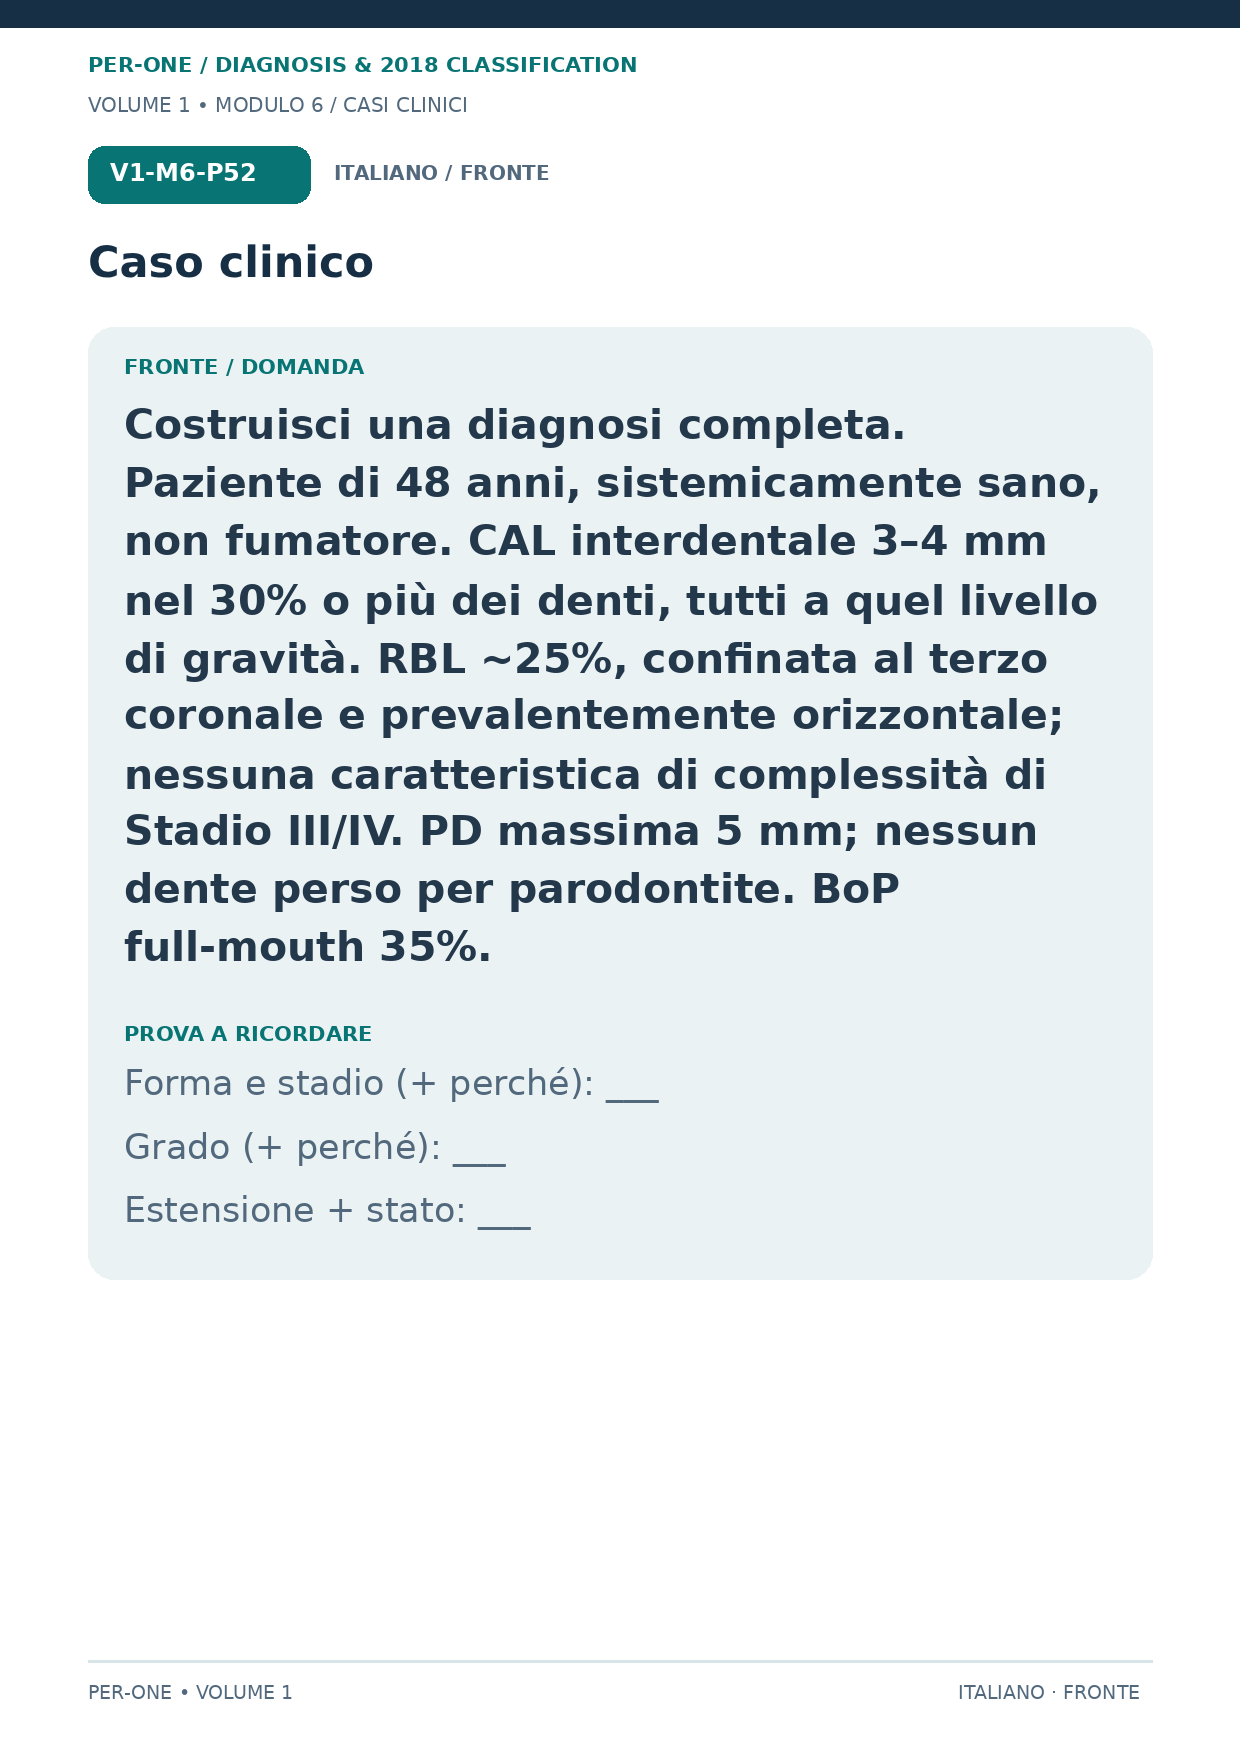 PER-ONE / DIAGNOSIS & 2018 CLASSIFICATION
VOLUME 1 • MODULO 6 / CASI CLINICI
V1-M6-P52
ITALIANO / FRONTE
Caso clinico
FRONTE / DOMANDA
Costruisci una diagnosi completa.
Paziente di 48 anni, sistemicamente sano,
non fumatore. CAL interdentale 3–4 mm
nel 30% o più dei denti, tutti a quel livello
di gravità. RBL ~25%, confinata al terzo
coronale e prevalentemente orizzontale;
nessuna caratteristica di complessità di
Stadio III/IV. PD massima 5 mm; nessun
dente perso per parodontite. BoP
full-mouth 35%.
PROVA A RICORDARE
Forma e stadio (+ perché): ___
Grado (+ perché): ___
Estensione + stato: ___
PER-ONE • VOLUME 1
ITALIANO · FRONTE